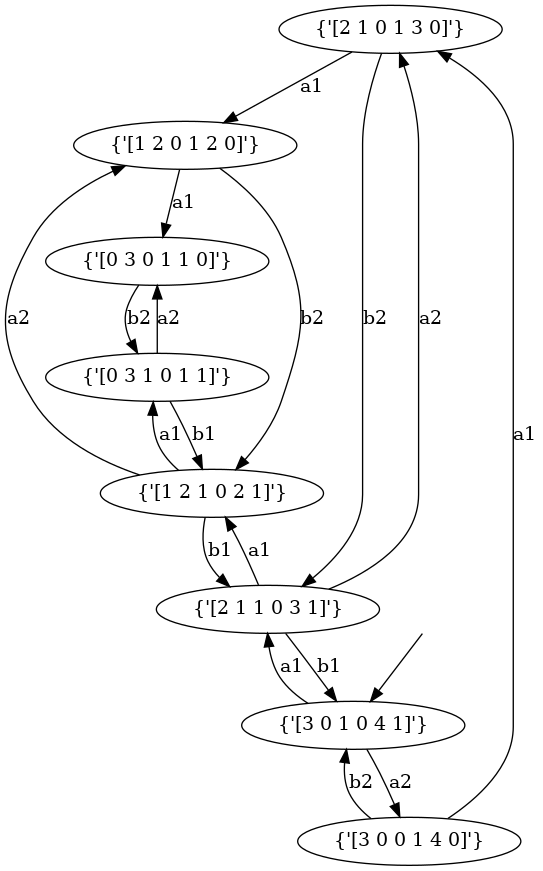 {'[2 1 0 1 3 0]'}
a1
{'[1 2 0 1 2 0]'}
a1
{'[0 3 0 1 1 0]'}
a2
b2
a2
b2
b2
a2
{'[0 3 1 0 1 1]'}
a1
b1
a1
{'[1 2 1 0 2 1]'}
b1
a1
{'[2 1 1 0 3 1]'}
a1
b1
{'[3 0 1 0 4 1]'}
b2
a2
{'[3 0 0 1 4 0]'}